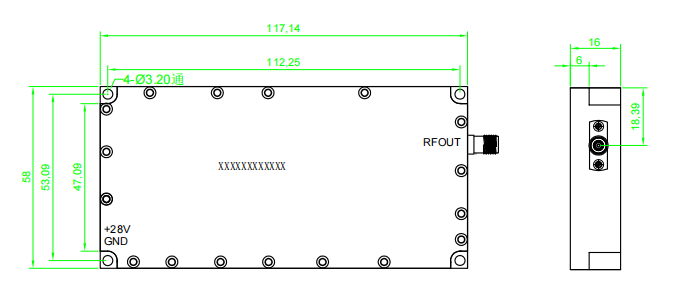 117,14
112,25
4-Ø3.20通
58
53,09
47,09
RFOUT
XXXXXXXXXXXX
+28V
GND
16
6
18,39